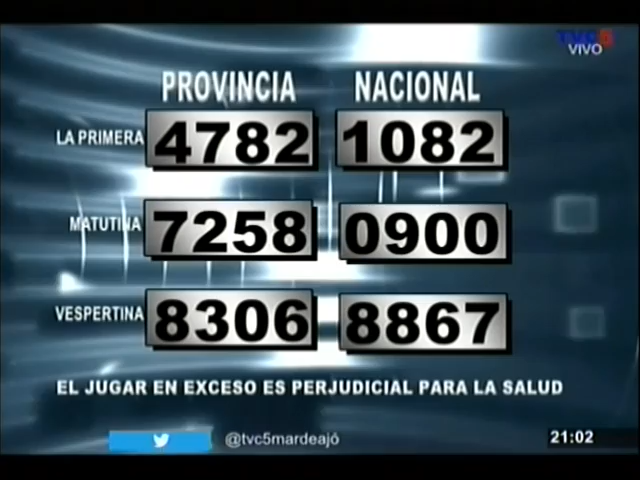 TVC5
VIVO
PROVINCIA NACIONAL
LA PRIMERA 4782 1082
MATUTINA 7258 0900
VESPERTINA 8306 8867
EL JUGAR EN EXCESO ES PERJUDICIAL PARA LA SALUD
@tvc5mardeajó 21:02